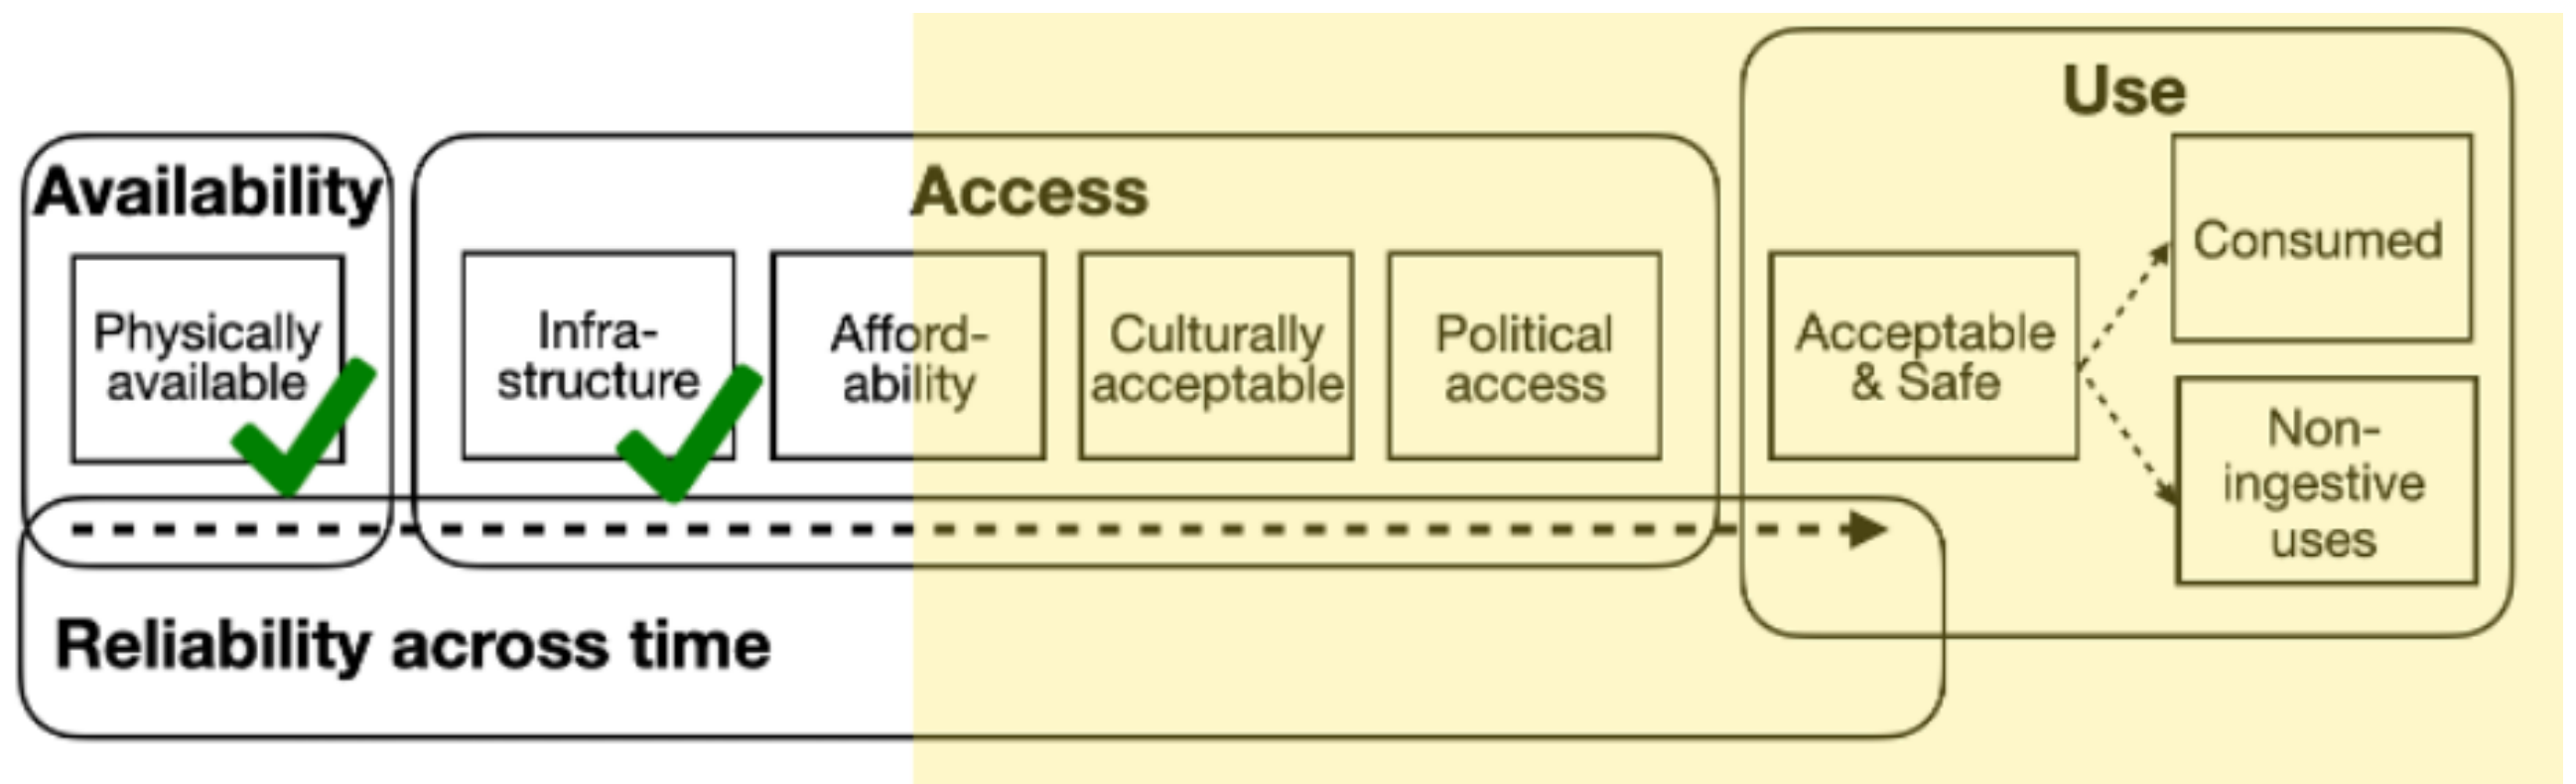 Availability
Physically
available
Access
Infra-
structure
Afford-
ability
Culturally
acceptable
Political
access
Use
Acceptable
& Safe
Consumed
Non-
ingestive
uses
Reliability across time